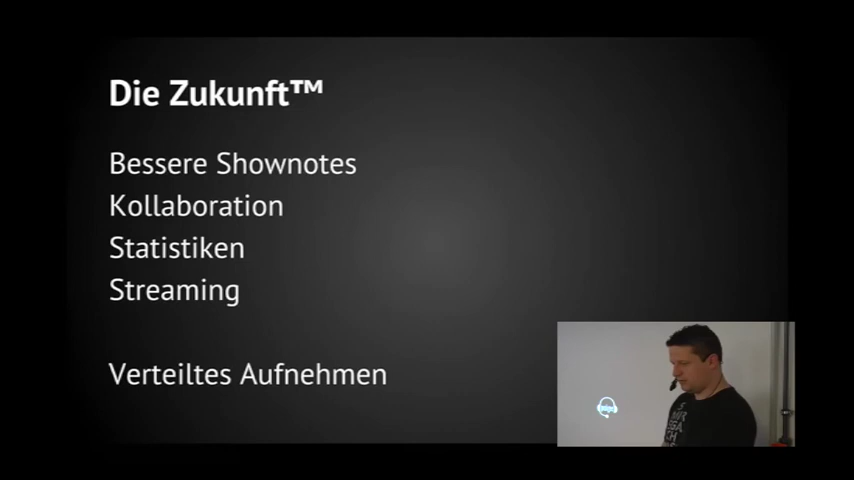 Die Zukunft™
Bessere Shownotes
Kollaboration
Statistiken
Streaming
Verteiltes Aufnehmen